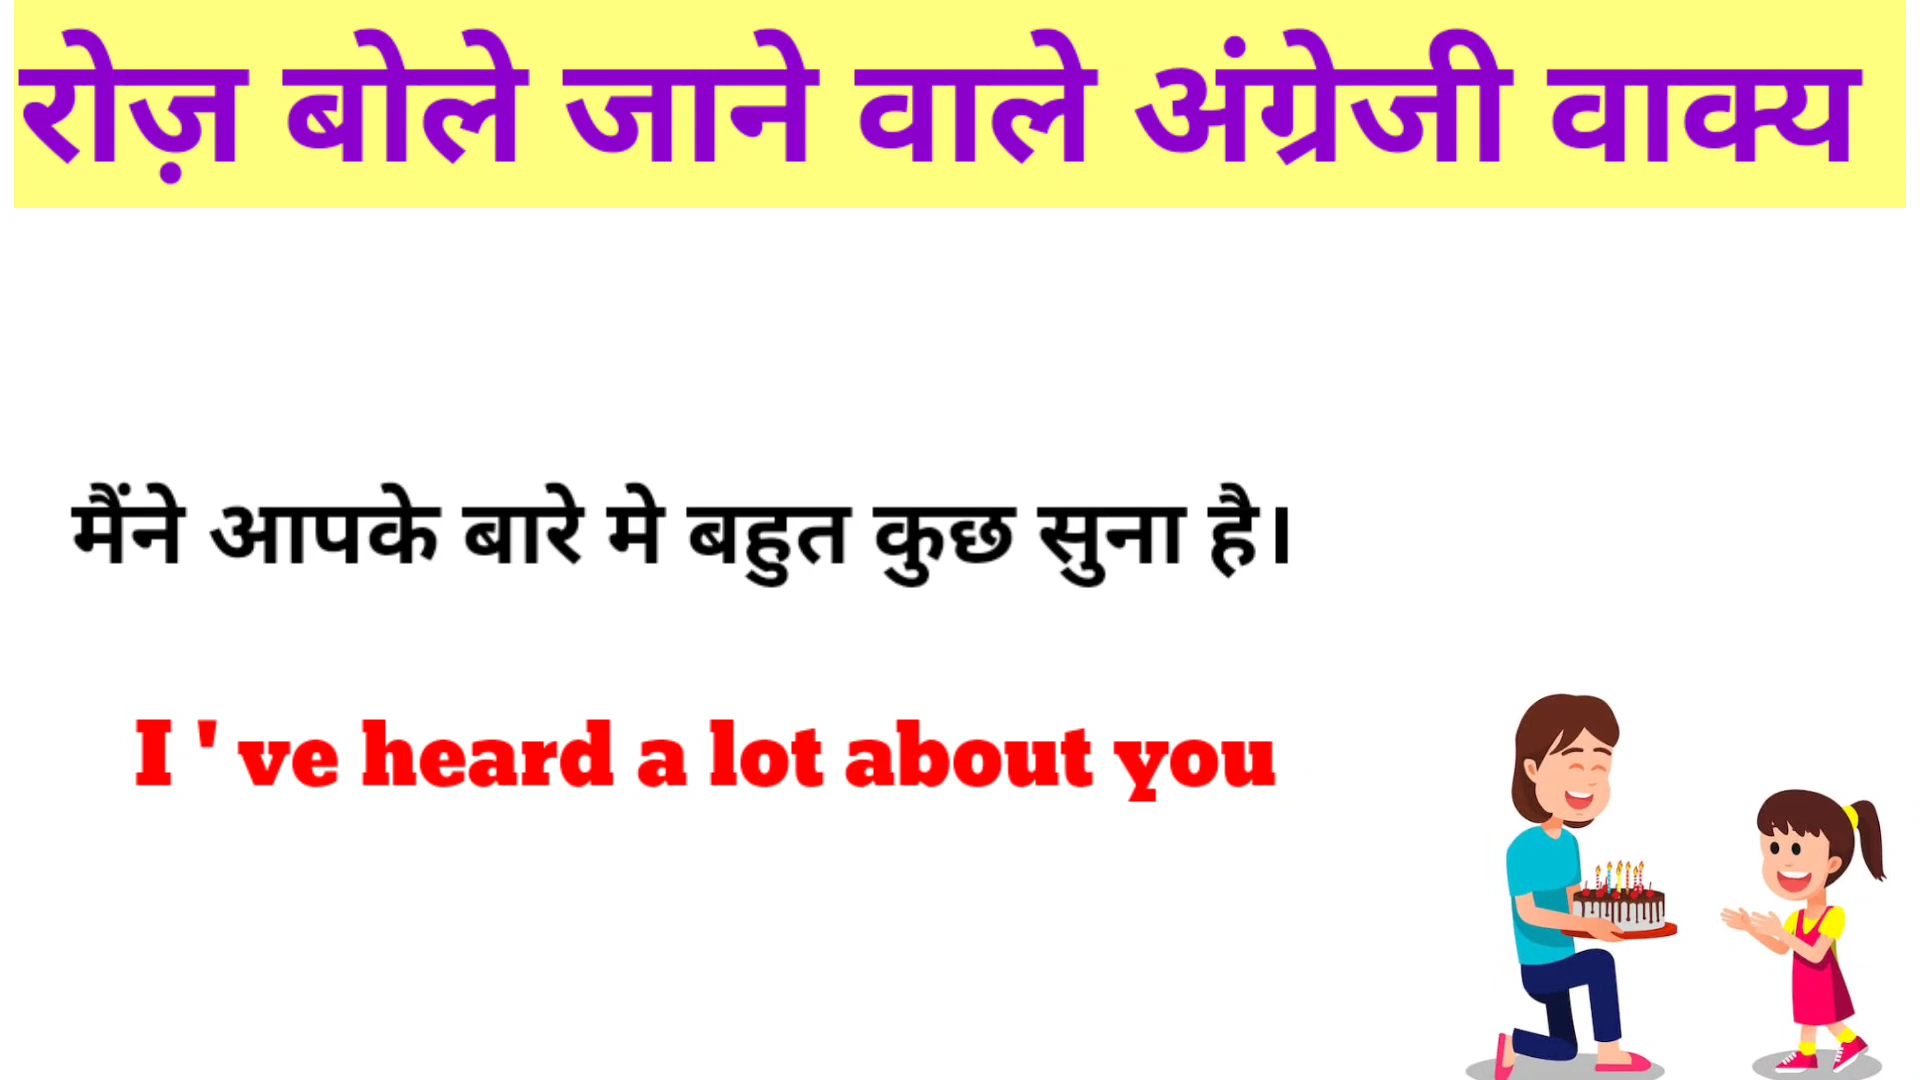 रोज़ बोले जाने वाले अंग्रेजी वाक्य
मैंने आपके बारे मे बहुत कुछ सुना है।
I ' ve heard a lot about you